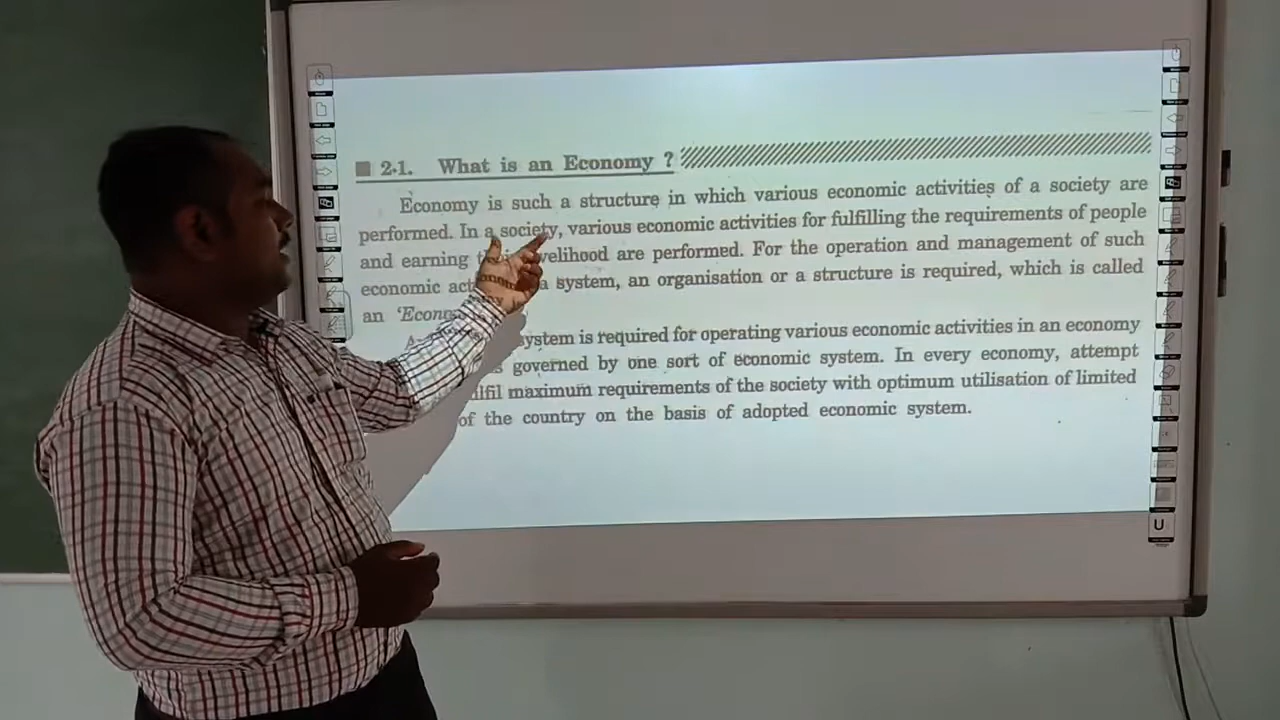 2.1. What is an Economy ?
Economy is such a structure in which various economic activities of a society are
performed. In a society, various economic activities for fulfilling the requirements of people
and earning velihood are performed. For the operation and management of such
economic act a system, an organisation or a structure is required, which is called
an 'Econo
ystem is required for operating various economic activities in an economy
governed by one sort of economic system. In every economy, attempt
lfil maximum requirements of the society with optimum utilisation of limited
of the country on the basis of adopted economic system.
U